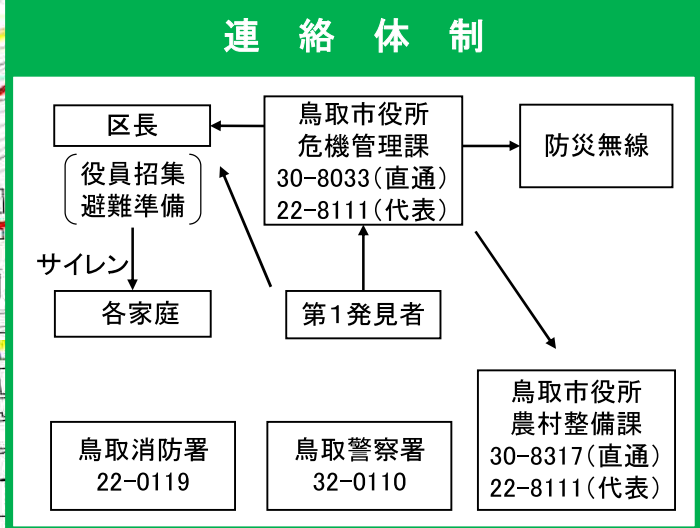 連絡体制
区長
役員招集
避難準備
サイレン
各家庭
鳥取市役所
危機管理課
30-8033(直通)
22-8111(代表)
防災無線
第1発見者
鳥取消防署
22-0119
鳥取警察署
32-0110
鳥取市役所
農村整備課
30-8317(直通)
22-8111(代表)